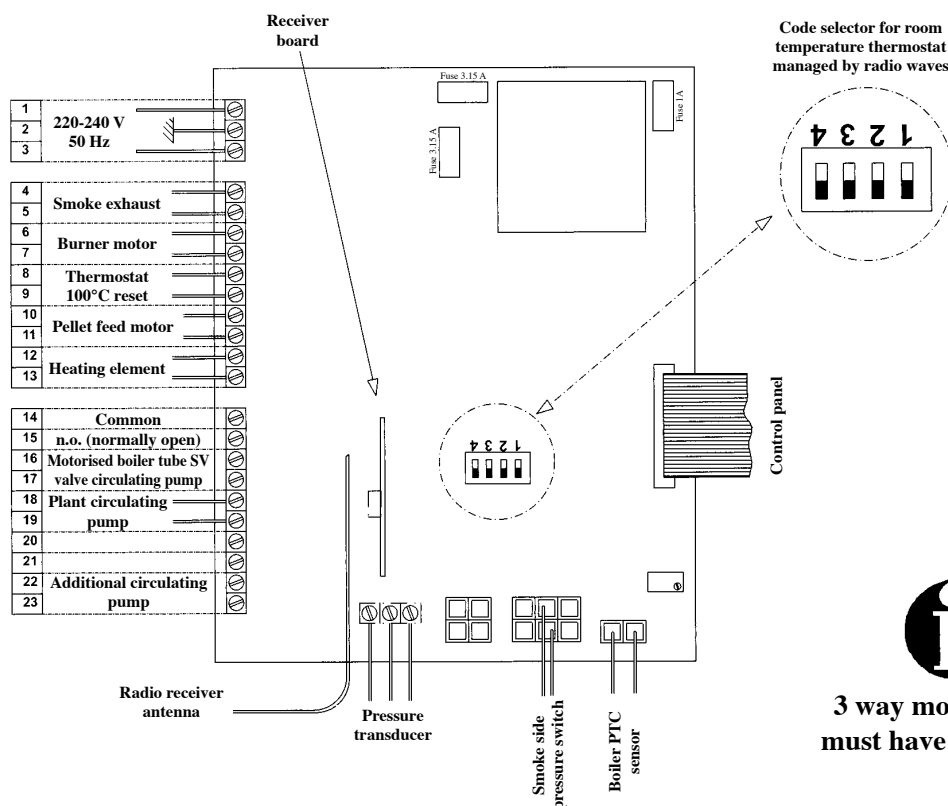 Receiver
board
Code selector for room
temperature thermostat
managed by radio waves
Fuse 3.15 A
Fuse 3.15 A
Fuse 1A
4 3 2 1
1
2
3
220-240 V
50 Hz
4
5
Smoke exhaust
6
7
Burner motor
8
9
Thermostat
100°C reset
10
11
Pellet feed motor
12
13
Heating element
14 Common
15 n.o. (normally open)
16 Motorised boiler tube SV
17 valve circulating pump
18 Plant circulating
19 pump
20
21
22 Additional circulating
23 pump
4 3 2 1
Control panel
Radio receiver
antenna
Pressure
transducer
Smoke side
pressure switch
Boiler PTC
sensor
i
3 way mo
must have